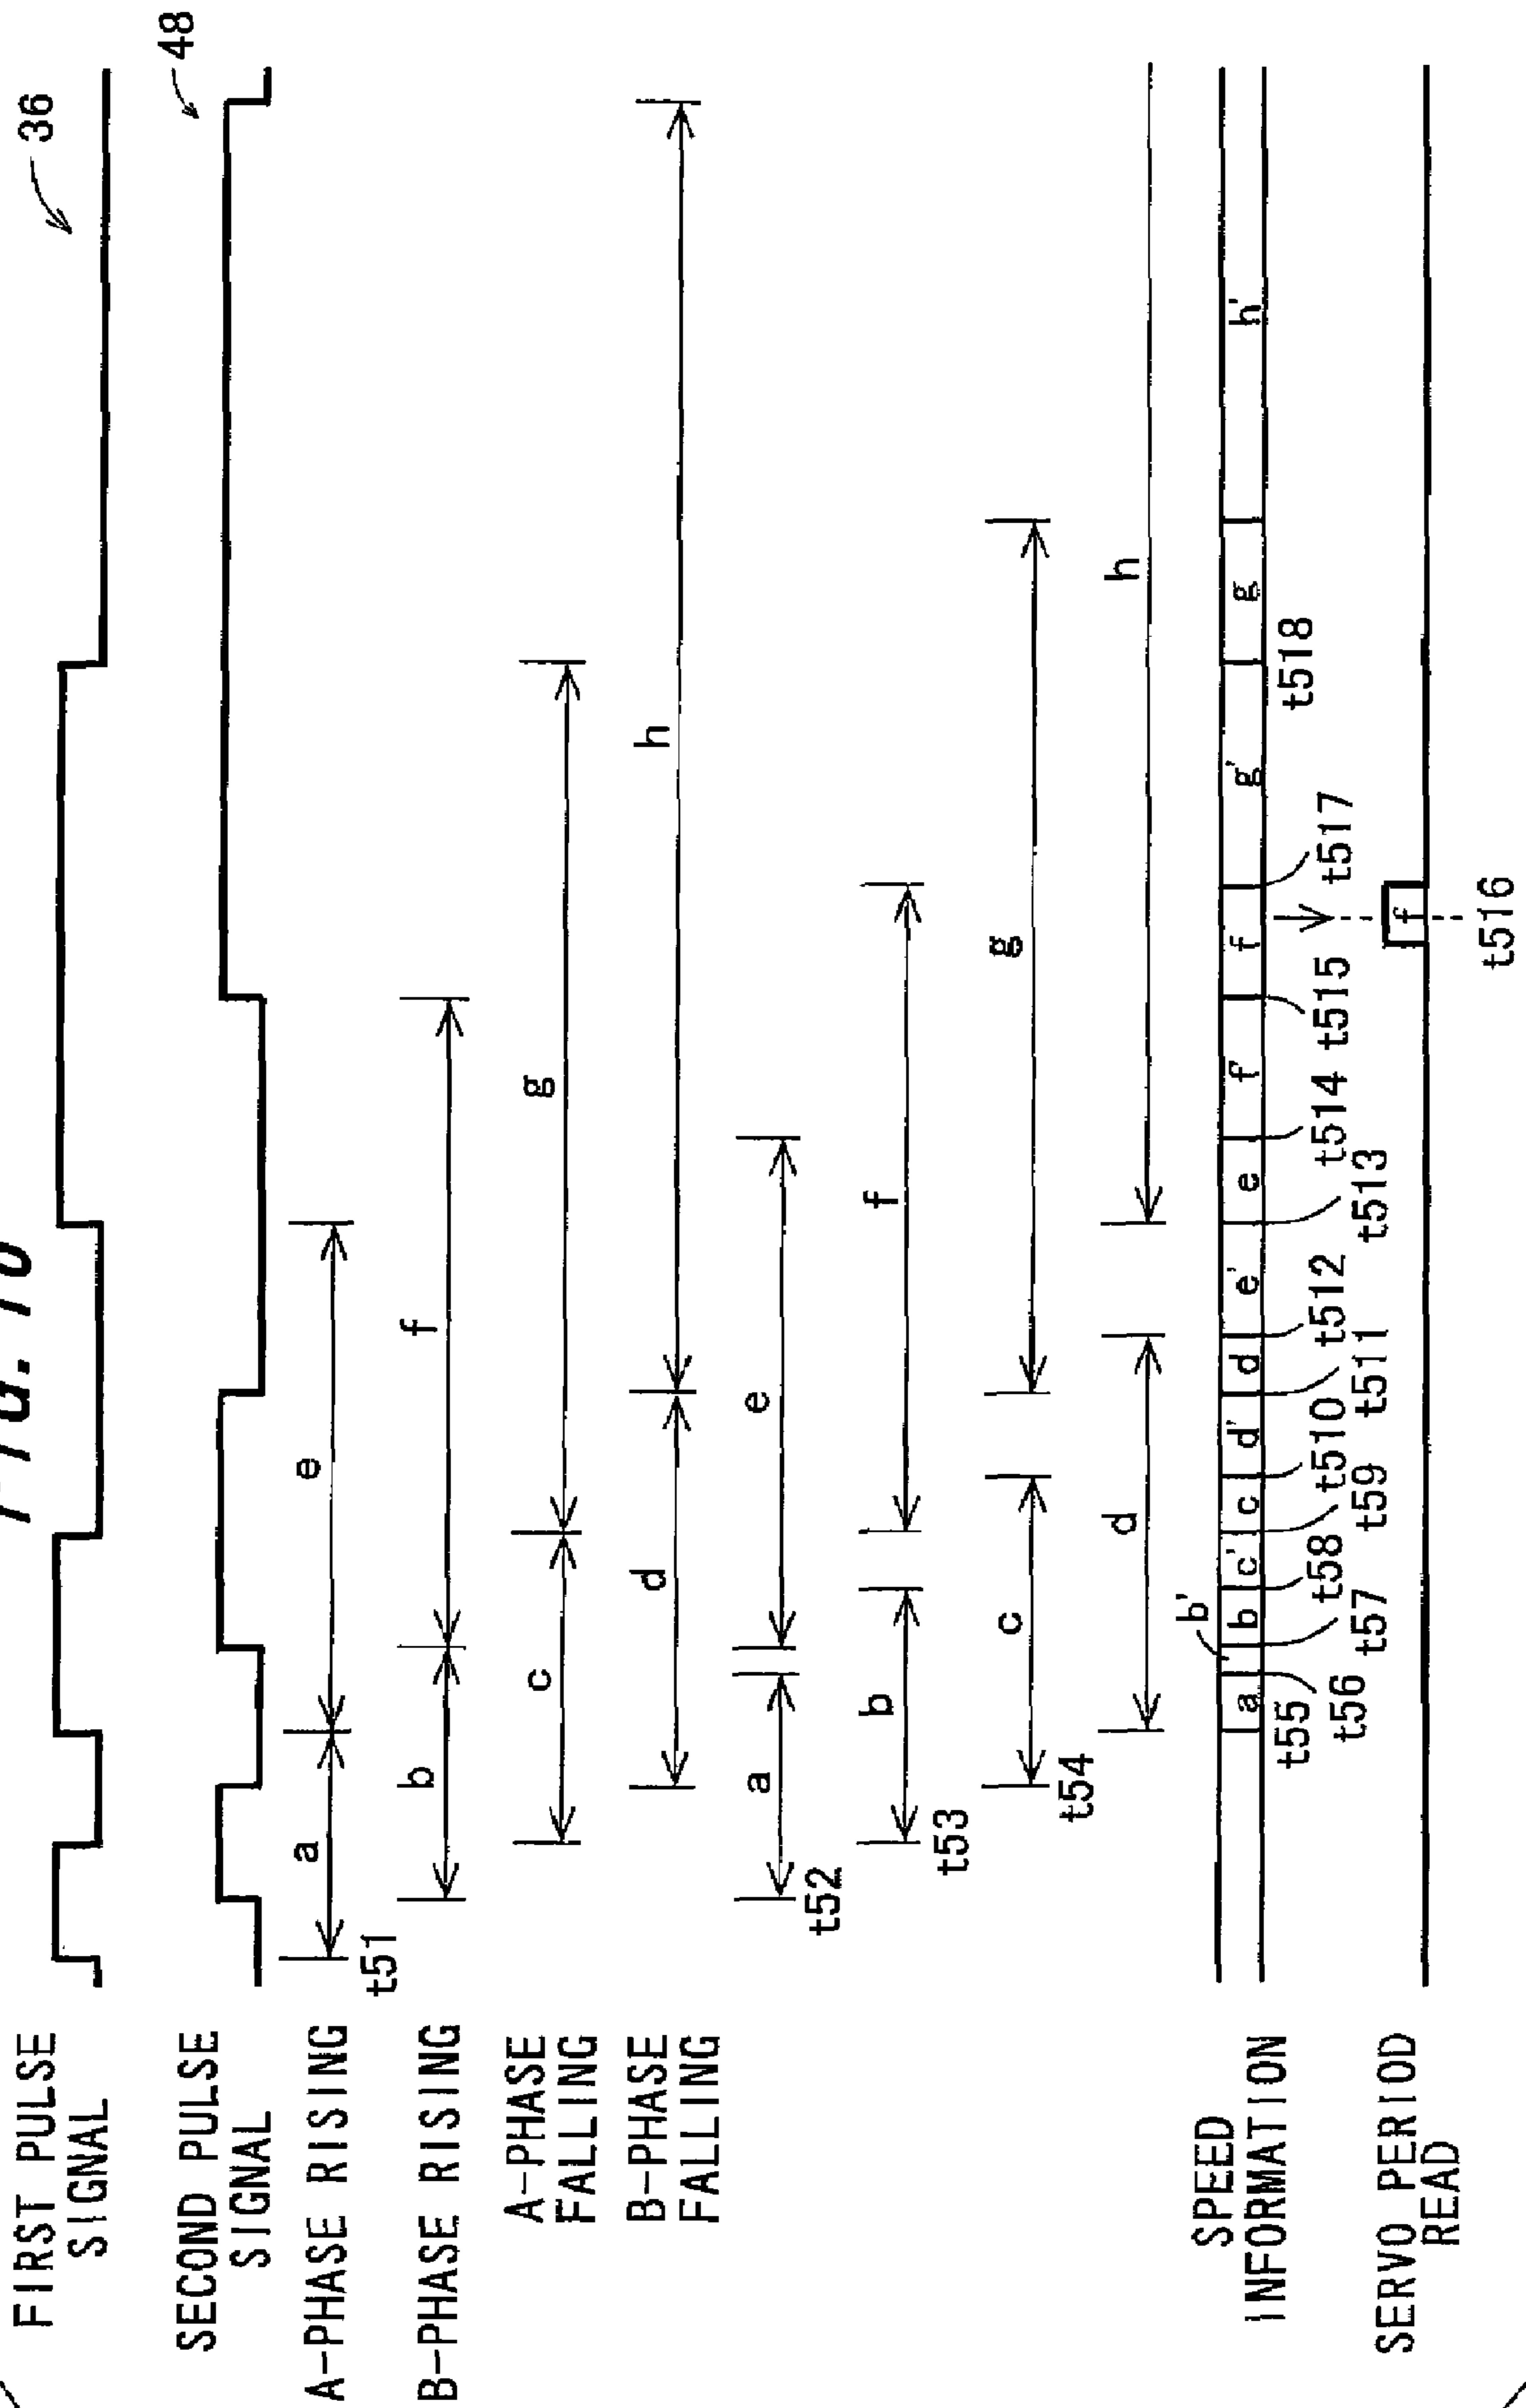 FIG. 10
36
48
FIRST PULSE
SIGNAL
SECOND PULSE
SIGNAL
A-PHASE RISING
a
e
t51
B-PHASE RISING
b
f
A-PHASE
FALLING
c
g
B-PHASE
FALLING
d
h
a
e
t52
b
f
t53
c
g
t54
d
h
SPEED
INFORMATION
a
b'
b
c'
c
d'
d
e'
e
f'
f
g'
g
h'
t55
t56
t57
t58
t59
t510
t511
t512
t513
t514
t515
t517
t518
SERVO PERIOD
READ
f
t516